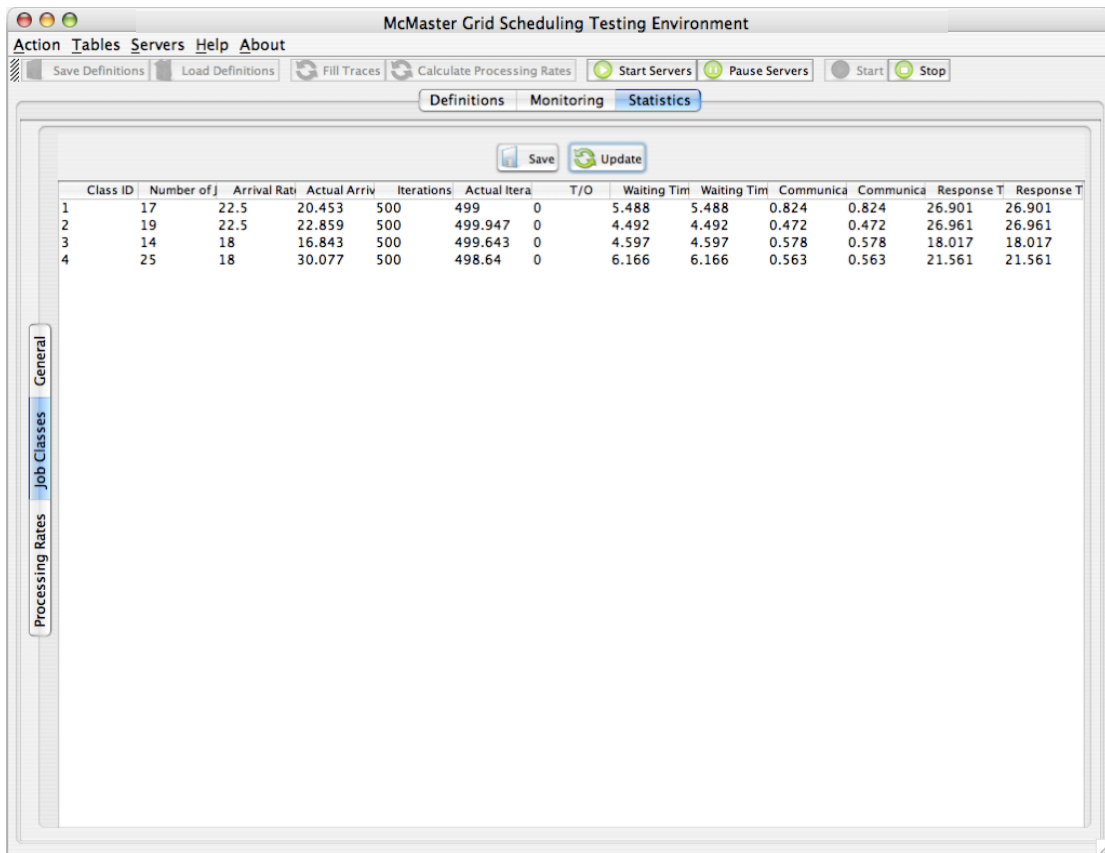 McMaster Grid Scheduling Testing Environment
Action Tables Servers Help About
Save Definitions Load Definitions Fill Traces Calculate Processing Rates Start Servers Pause Servers Start Stop
Definitions Monitoring Statistics
Save Update
Class ID Number of J Arrival Rate Actual Arriv Iterations Actual Itera T/O Waiting Tim Waiting Tim Communica Communica Response T Response T
1 17 22.5 20.453 500 499 0 5.488 5.488 0.824 0.824 26.901 26.901
2 19 22.5 22.859 500 499.947 0 4.492 4.492 0.472 0.472 26.961 26.961
3 14 18 16.843 500 499.643 0 4.597 4.597 0.578 0.578 18.017 18.017
4 25 18 30.077 500 498.64 0 6.166 6.166 0.563 0.563 21.561 21.561
General
Job Classes
Processing Rates